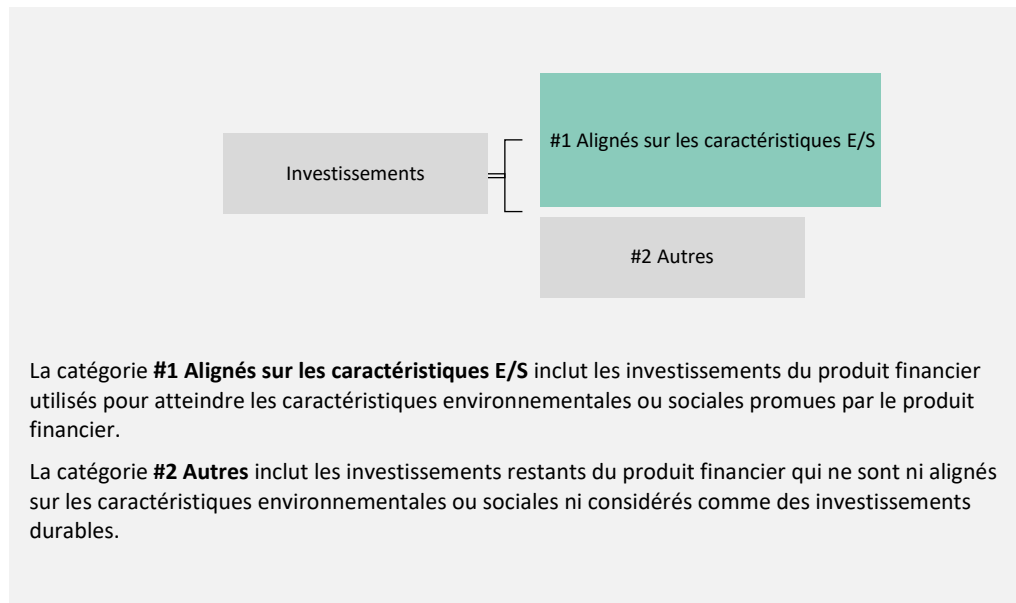 #1 Alignés sur les caractéristiques E/S
Investissements
#2 Autres
La catégorie #1 Alignés sur les caractéristiques E/S inclut les investissements du produit financier
utilisés pour atteindre les caractéristiques environnementales ou sociales promues par le produit
financier.
La catégorie #2 Autres inclut les investissements restants du produit financier qui ne sont ni alignés
sur les caractéristiques environnementales ou sociales ni considérés comme des investissements
durables.